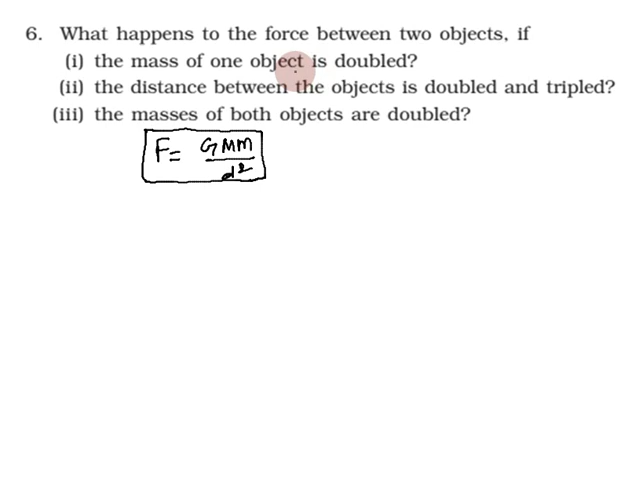 6. What happens to the force between two objects, if
(i) the mass of one object is doubled?
(ii) the distance between the objects is doubled and tripled?
(iii) the masses of both objects are doubled?
F = GMm/d²